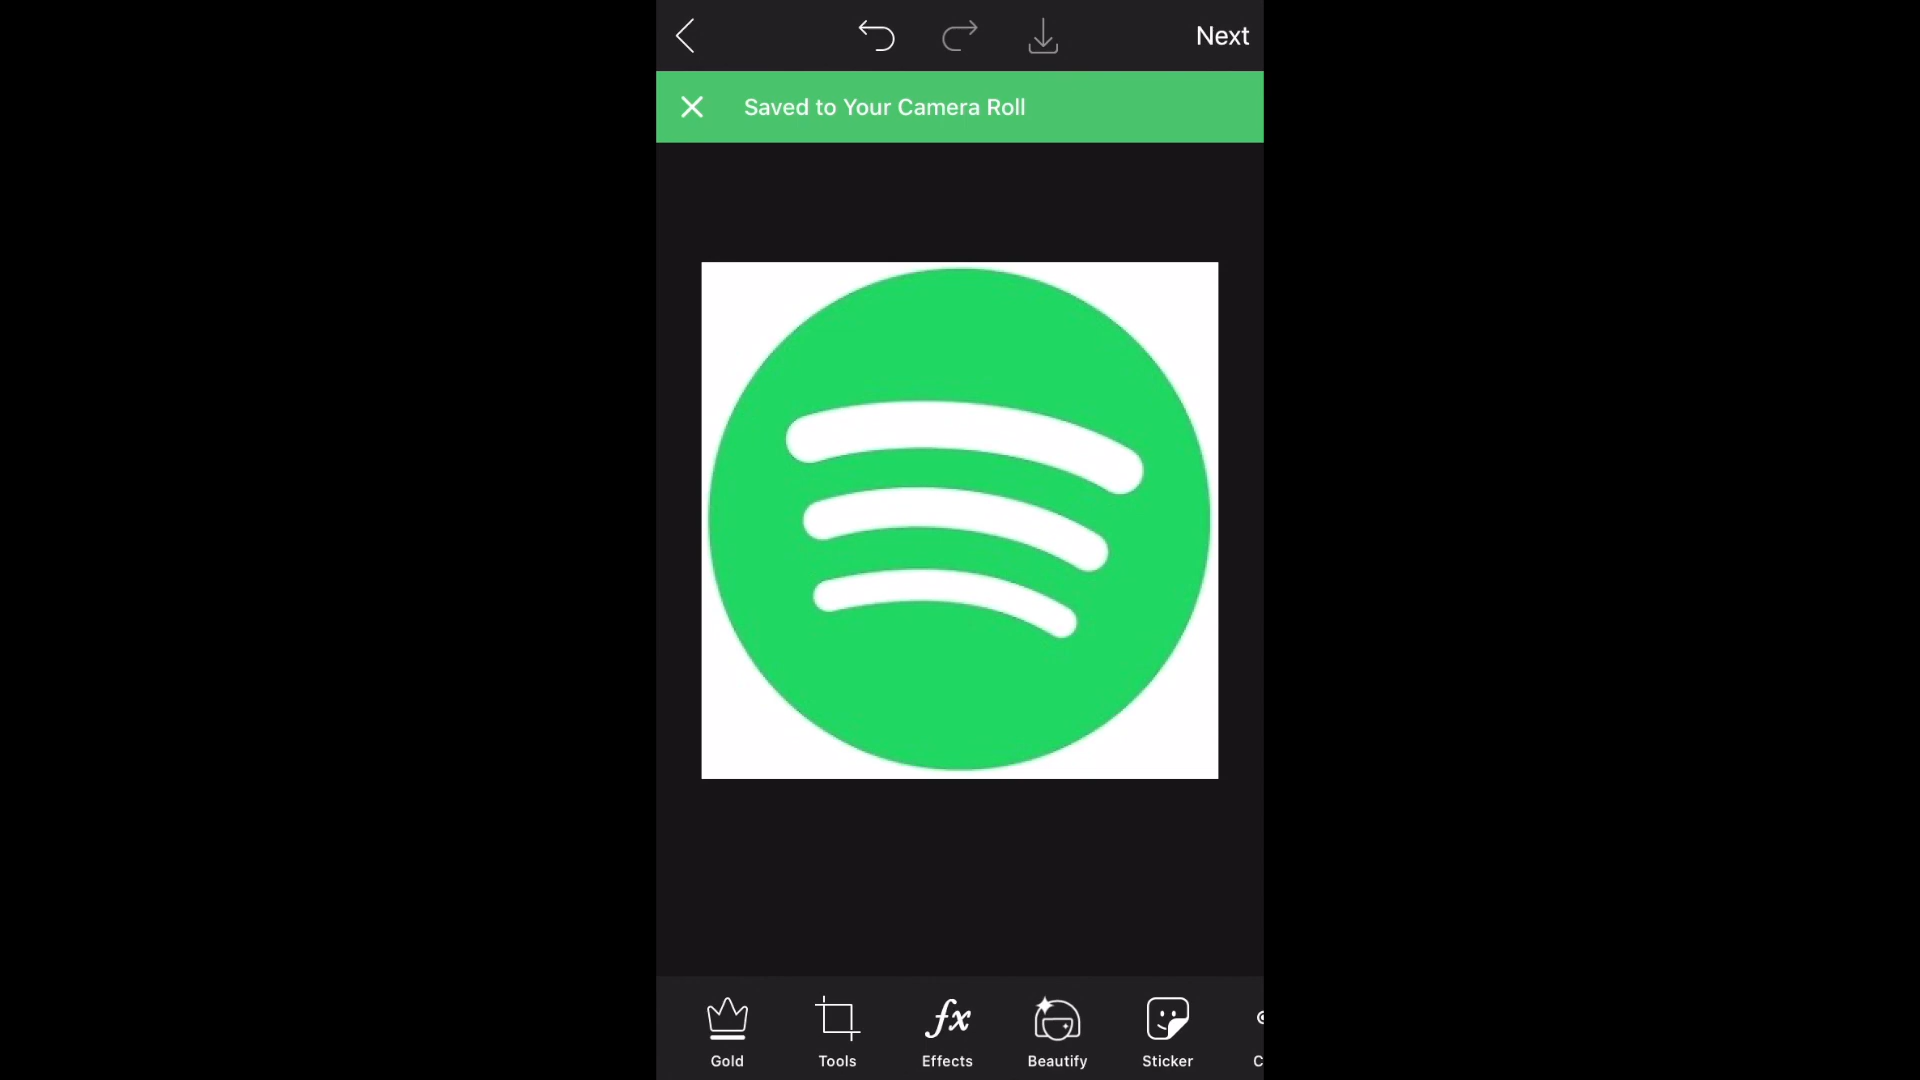 Next
Saved to Your Camera Roll
Gold
Tools
Effects
Beautify
Sticker
C